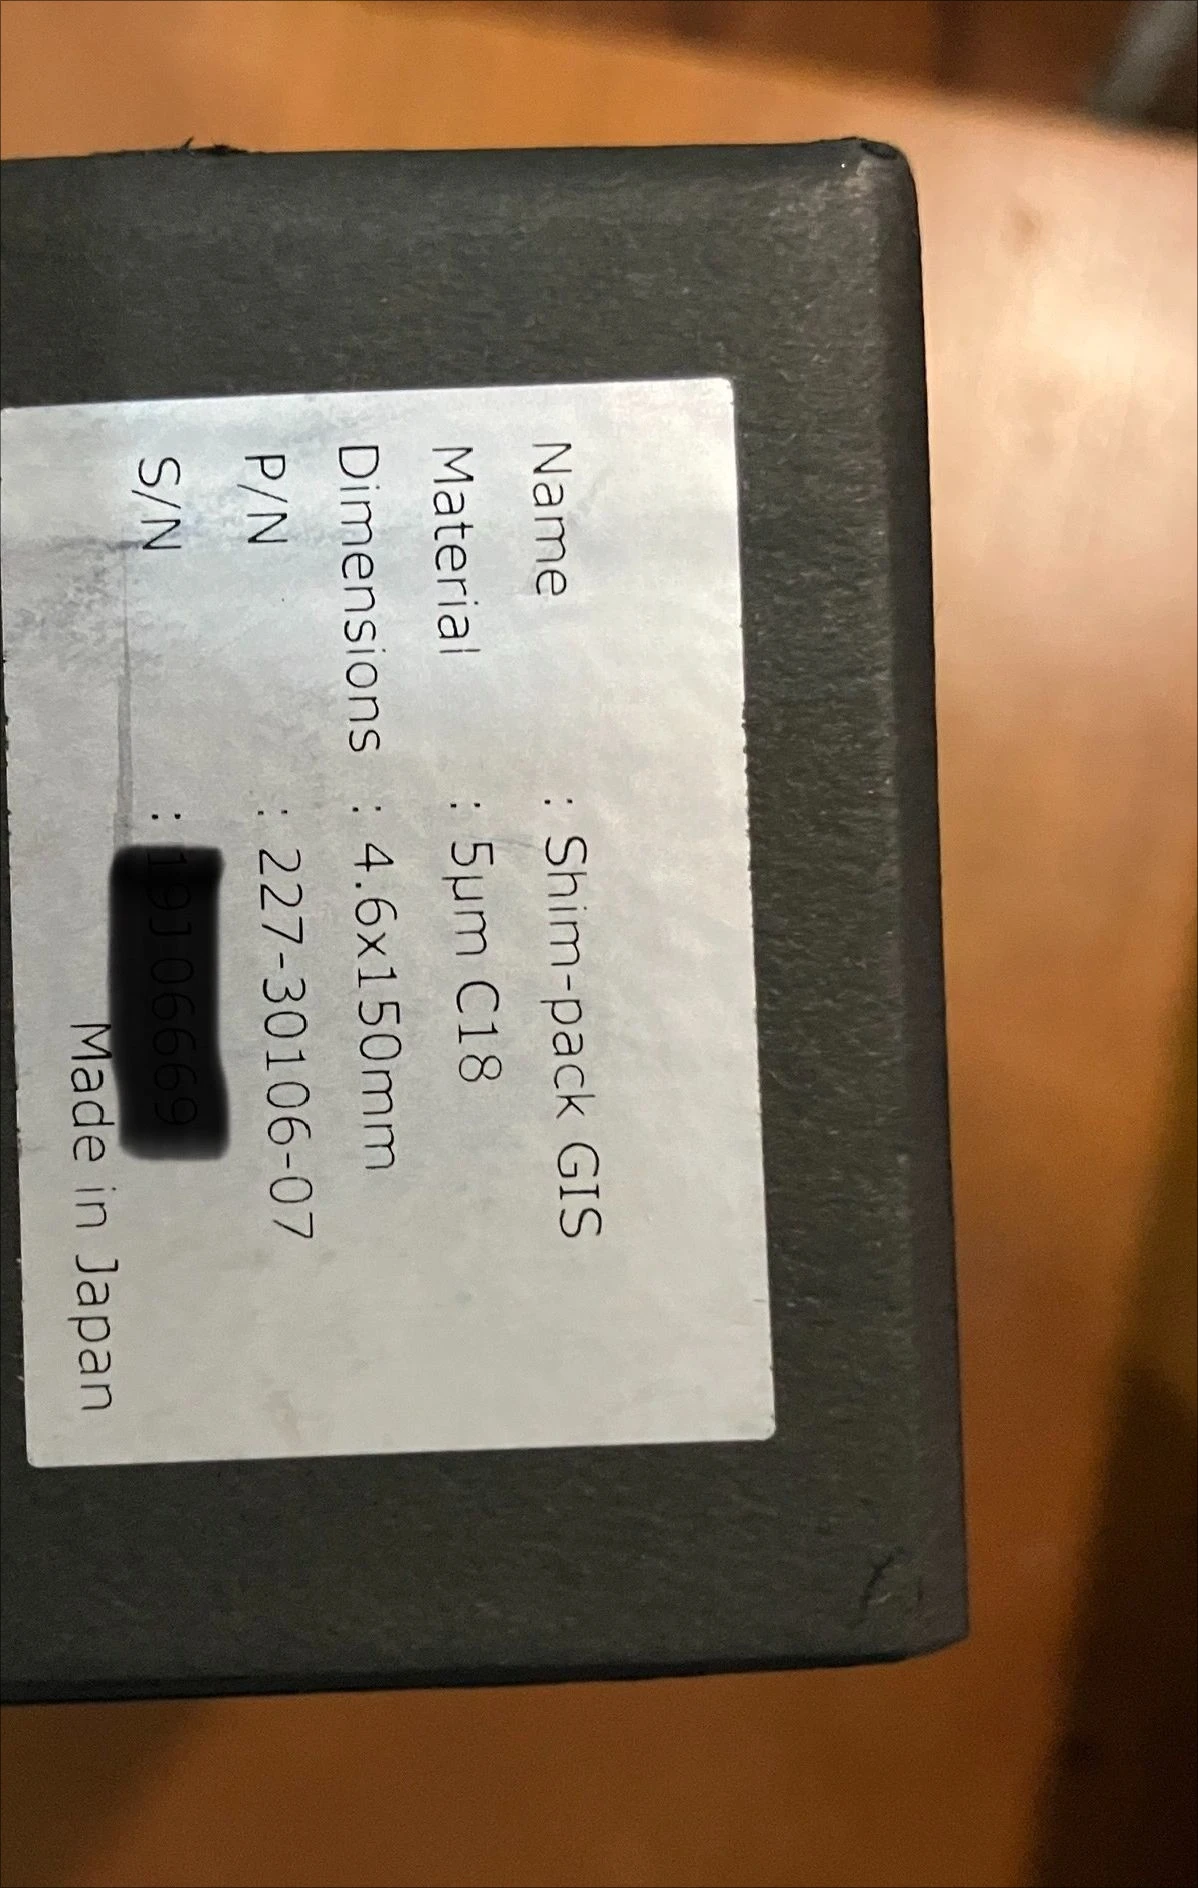 Name : Shim-pack GIS
Material : 5μm C18
Dimensions : 4.6x150mm
P/N : 227-30106-07
S/N :
Made in Japan